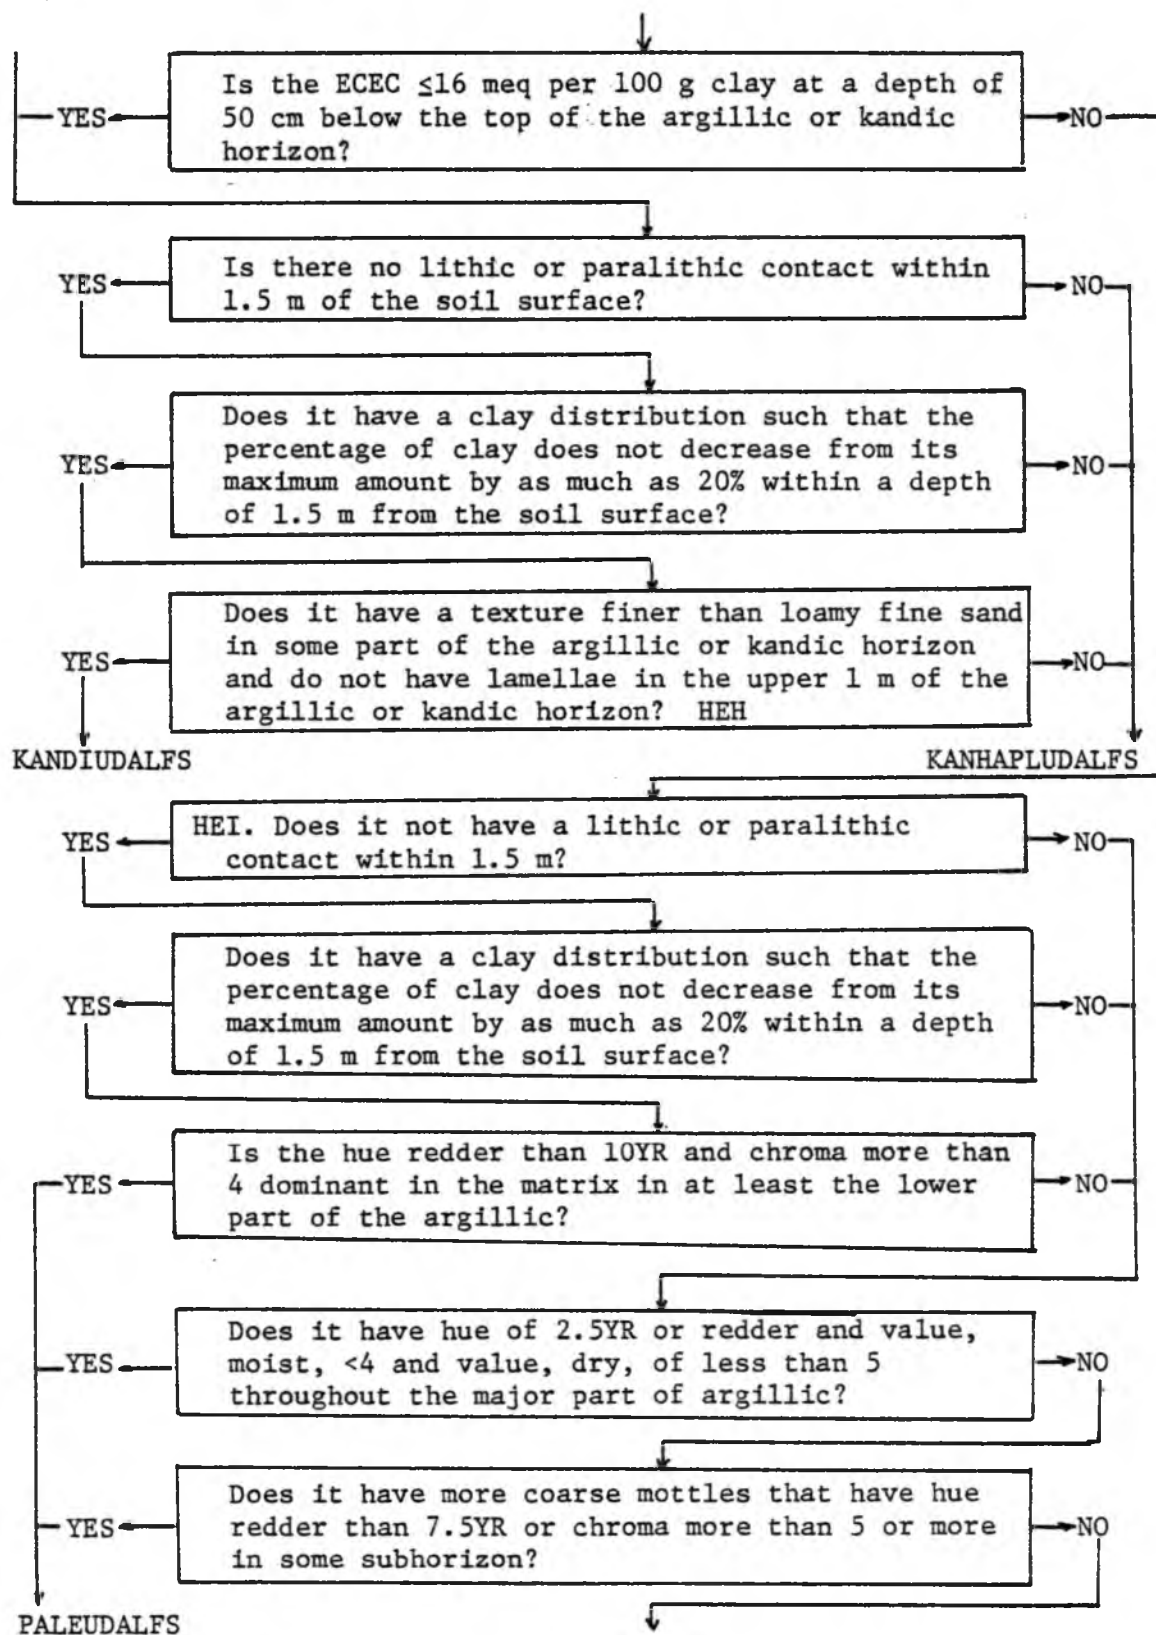 Is the ECEC ≤16 meq per 100 g clay at a depth of
YES
50 cm below the top of the argillic or kandic
NO
horizon?
YES
Is there no lithic or paralithic contact within
1.5 m of the soil surface?
NO
Does it have a clay distribution such that the
percentage of clay does not decrease from its
YES
maximum amount by as much as 20% within a depth
NO
of 1.5 m from the soil surface?
Does it have a texture finer than loamy fine sand
in some part of the argillic or kandic horizon
YES
and do not have lamellae in the upper 1 m of the
NO
argillic or kandic horizon? HEH
KANDIUDALFS
KANHAPLUDALFS
YES
HEI. Does it not have a lithic or paralithic
contact within 1.5 m?
NO
Does it have a clay distribution such that the
percentage of clay does not decrease from its
YES
maximum amount by as much as 20% within a depth
NO
of 1.5 m from the soil surface?
Is the hue redder than 10YR and chroma more than
YES
4 dominant in the matrix in at least the lower
NO
part of the argillic?
Does it have hue of 2.5YR or redder and value,
YES
moist, <4 and value, dry, of less than 5
NO
throughout the major part of argillic?
Does it have more coarse mottles that have hue
YES
redder than 7.5YR or chroma more than 5 or more
NO
in some subhorizon?
PALEUDALFS